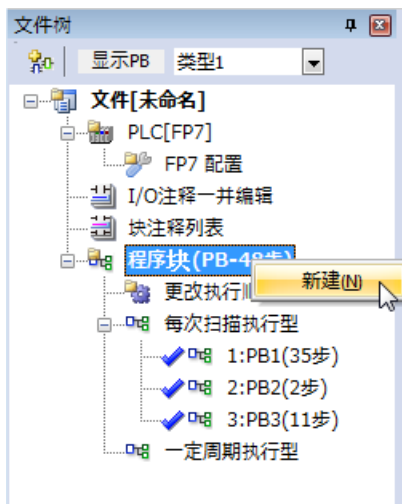 文件树
显示PB 类型1
文件[未命名]
PLC[FP7]
FP7 配置
I/O注释一并编辑
块注释列表
程序块(PB-48步)
新建(N)
更改执行
每次扫描执行型
1:PB1(35步)
2:PB2(2步)
3:PB3(11步)
一定周期执行型